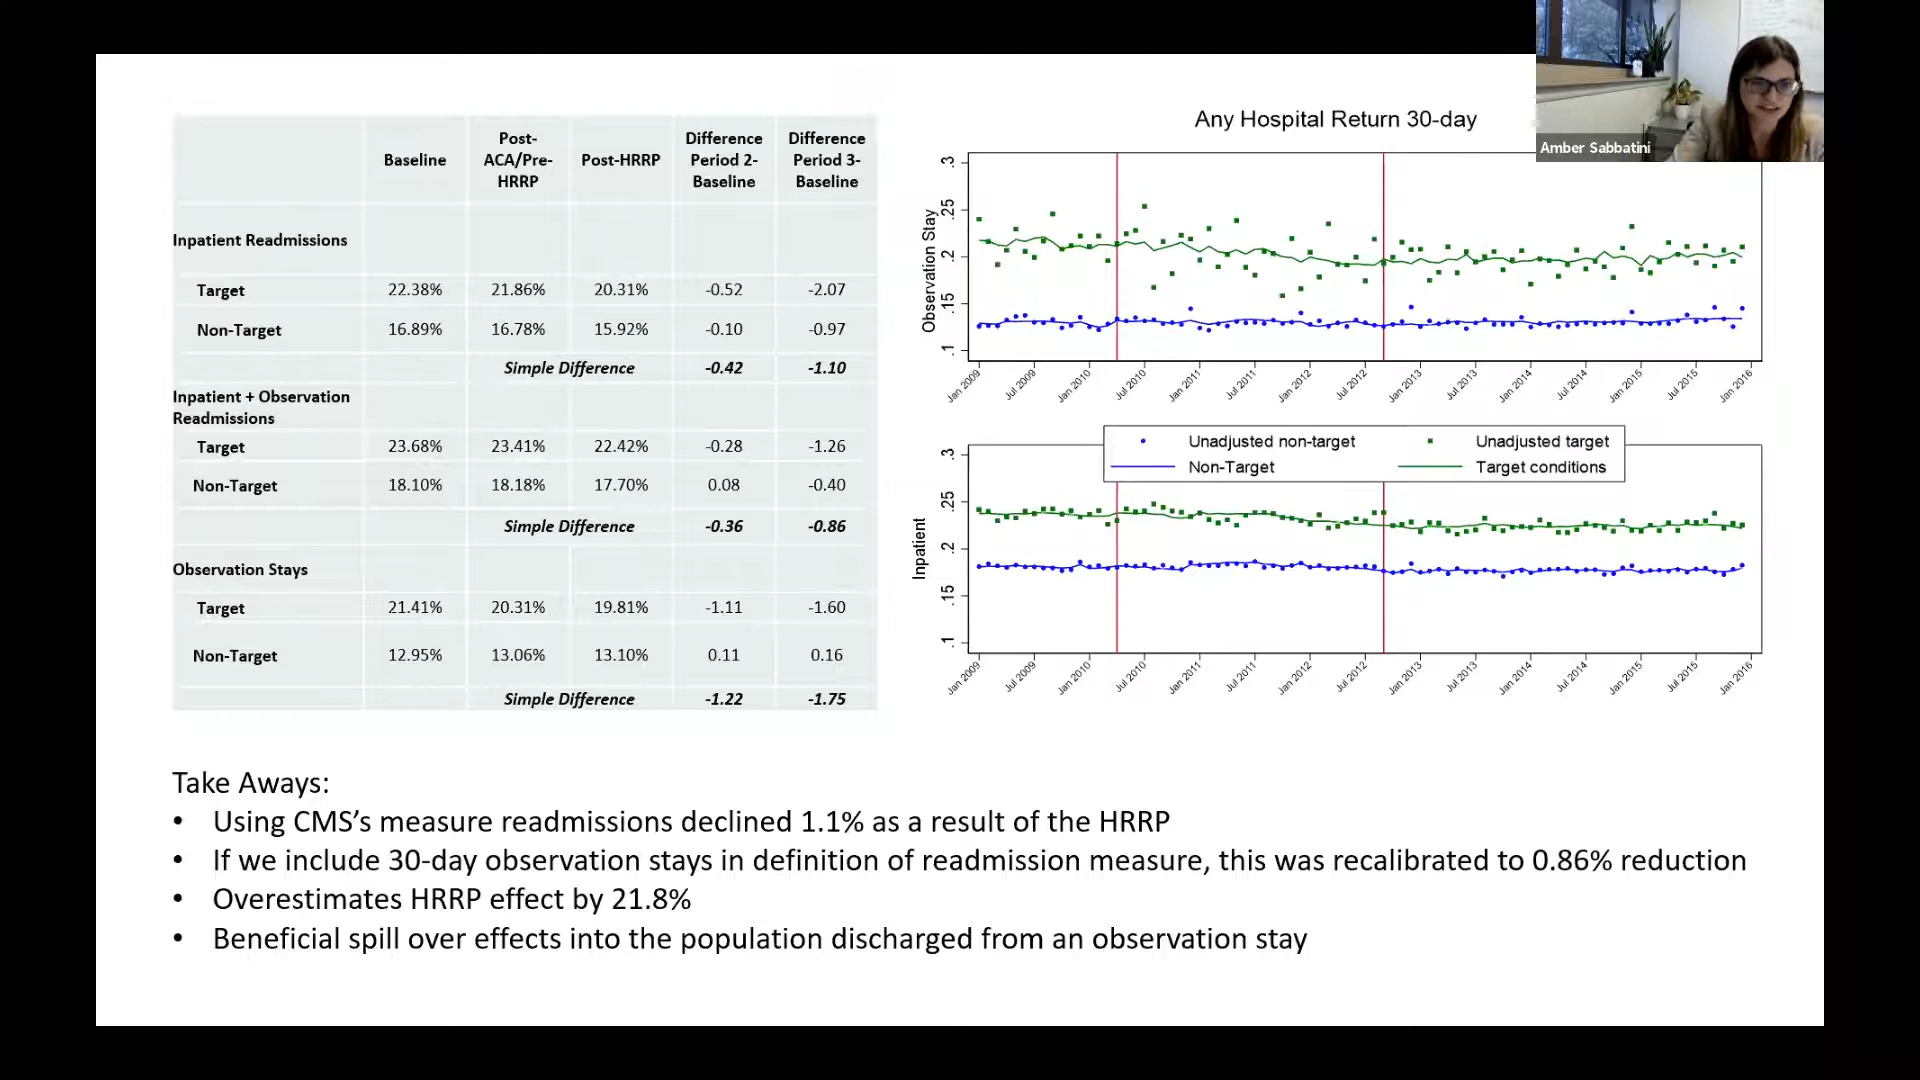 Amber Sabbatini
Baseline
Post-
ACA/Pre-
HRRP
Post-HRRP
Difference
Period 2-
Baseline
Difference
Period 3-
Baseline
Inpatient Readmissions
Target 22.38% 21.86% 20.31% -0.52 -2.07
Non-Target 16.89% 16.78% 15.92% -0.10 -0.97
Simple Difference -0.42 -1.10
Inpatient + Observation
Readmissions
Target 23.68% 23.41% 22.42% -0.28 -1.26
Non-Target 18.10% 18.18% 17.70% 0.08 -0.40
Simple Difference -0.36 -0.86
Observation Stays
Target 21.41% 20.31% 19.81% -1.11 -1.60
Non-Target 12.95% 13.06% 13.10% 0.11 0.16
Simple Difference -1.22 -1.75
Any Hospital Return 30-day
Observation Stay
.3
.25
.2
.15
.1
Jan 2009 Jul 2009 Jan 2010 Jul 2010 Jan 2011 Jul 2011 Jan 2012 Jul 2012 Jan 2013 Jul 2013 Jan 2014 Jul 2014 Jan 2015 Jul 2015 Jan 2016
Unadjusted non-target Unadjusted target
Non-Target Target conditions
Inpatient
.3
.25
.2
.15
.1
Jan 2009 Jul 2009 Jan 2010 Jul 2010 Jan 2011 Jul 2011 Jan 2012 Jul 2012 Jan 2013 Jul 2013 Jan 2014 Jul 2014 Jan 2015 Jul 2015 Jan 2016
Take Aways:
• Using CMS’s measure readmissions declined 1.1% as a result of the HRRP
• If we include 30-day observation stays in definition of readmission measure, this was recalibrated to 0.86% reduction
• Overestimates HRRP effect by 21.8%
• Beneficial spill over effects into the population discharged from an observation stay